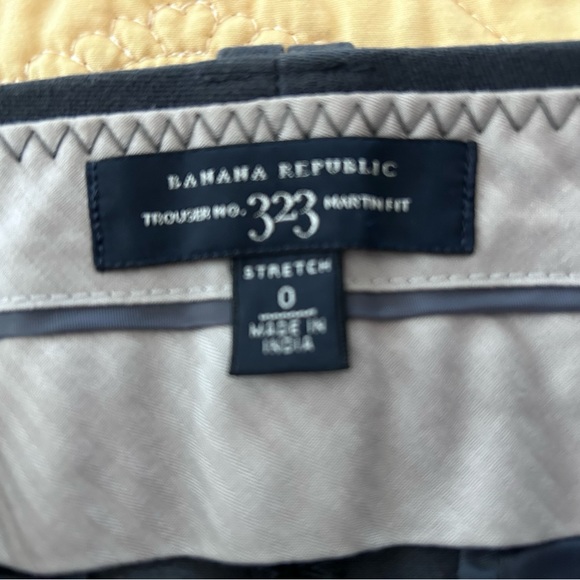 BANANA REPUBLIC
TROUSER NO. 323 MARTIN FIT
STRETCH
0
MADE IN
INDIA